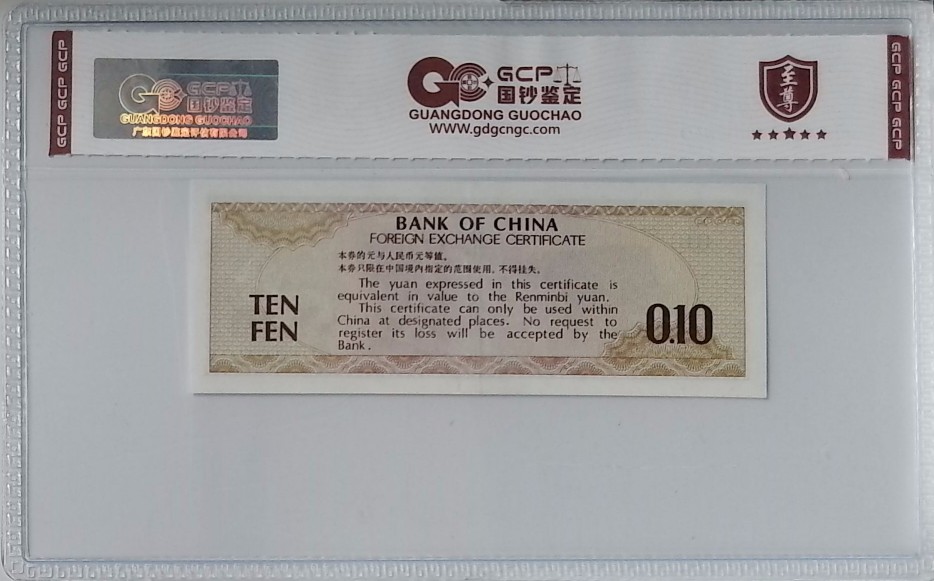 GCP GCP GCP
GCP
国钞鉴定
GUANGDONG GUOCHAO
广东国钞鉴定评估有限公司
GCP
国钞鉴定
GUANGDONG GUOCHAO
www.gdgcngc.com
至尊
GCP GCP GCP
BANK OF CHINA
FOREIGN EXCHANGE CERTIFICATE
本券的元与人民币元等值。
本券只限在中国境内指定的范围使用，不得挂失。
The yuan expressed in this certificate is
equivalent in value to the Renminbi yuan.
This certificate can only be used within
China at designated places. No request to
register its loss will be accepted by the
Bank.
TEN
FEN
0.10